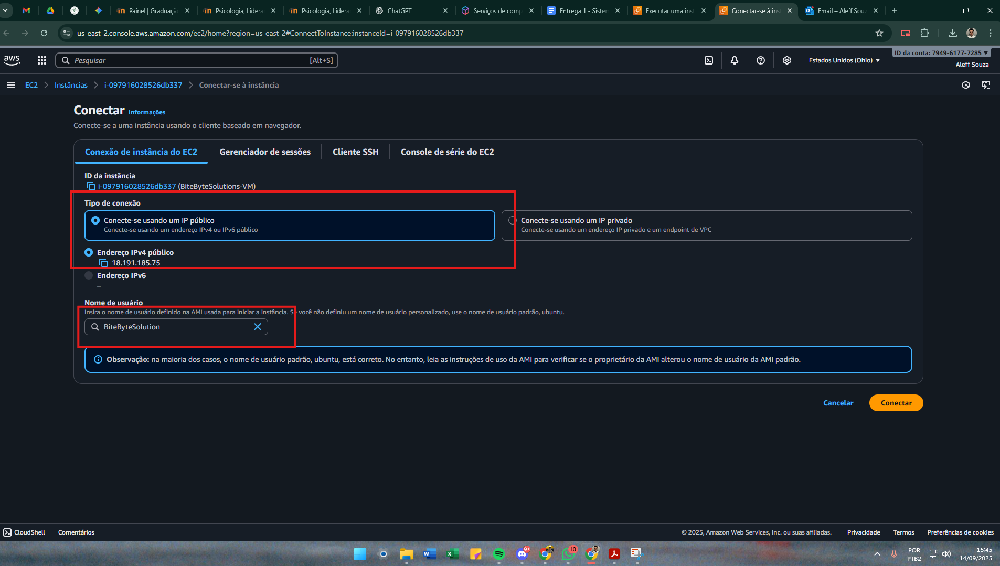 Painel | Graduaçã
Psicologia, Lidera
Psicologia, Lidera
ChatGPT
Serviços de comp
Entrega 1 - Sistem
Executar uma inst
Conectar-se à inst
Email – Aleff Souz
us-east-2.console.aws.amazon.com/ec2/home?region=us-east-2#ConnectToInstance:instanceId=i-097916028526db337
aws
Pesquisar
[Alt+S]
Estados Unidos (Ohio)
ID da conta: 7949-6177-7285
Aleff Souza
EC2
Instâncias
i-097916028526db337
Conectar-se à instância
Conectar
Informações
Conecte-se a uma instância usando o cliente baseado em navegador.
Conexão de instância do EC2
Gerenciador de sessões
Cliente SSH
Console de série do EC2
ID da instância
i-097916028526db337 (BiteByteSolutions-VM)
Tipo de conexão
Conecte-se usando um IP público
Conecte-se usando um endereço IPv4 ou IPv6 público
Conecte-se usando um IP privado
Conecte-se usando um endereço IP privado e um endpoint de VPC
Endereço IPv4 público
18.191.185.75
Endereço IPv6
–
Nome de usuário
Insira o nome de usuário definido na AMI usada para iniciar a instância. Se você não definiu um nome de usuário personalizado, use o nome de usuário padrão, ubuntu.
BiteByteSolution
Observação: na maioria dos casos, o nome de usuário padrão, ubuntu, está correto. No entanto, leia as instruções de uso da AMI para verificar se o proprietário da AMI alterou o nome de usuário da AMI padrão.
Cancelar
Conectar
CloudShell
Comentários
© 2025, Amazon Web Services, Inc. ou suas afiliadas.
Privacidade
Termos
Preferências de cookies
9+
10
POR
PTB2
15:45
14/09/2025